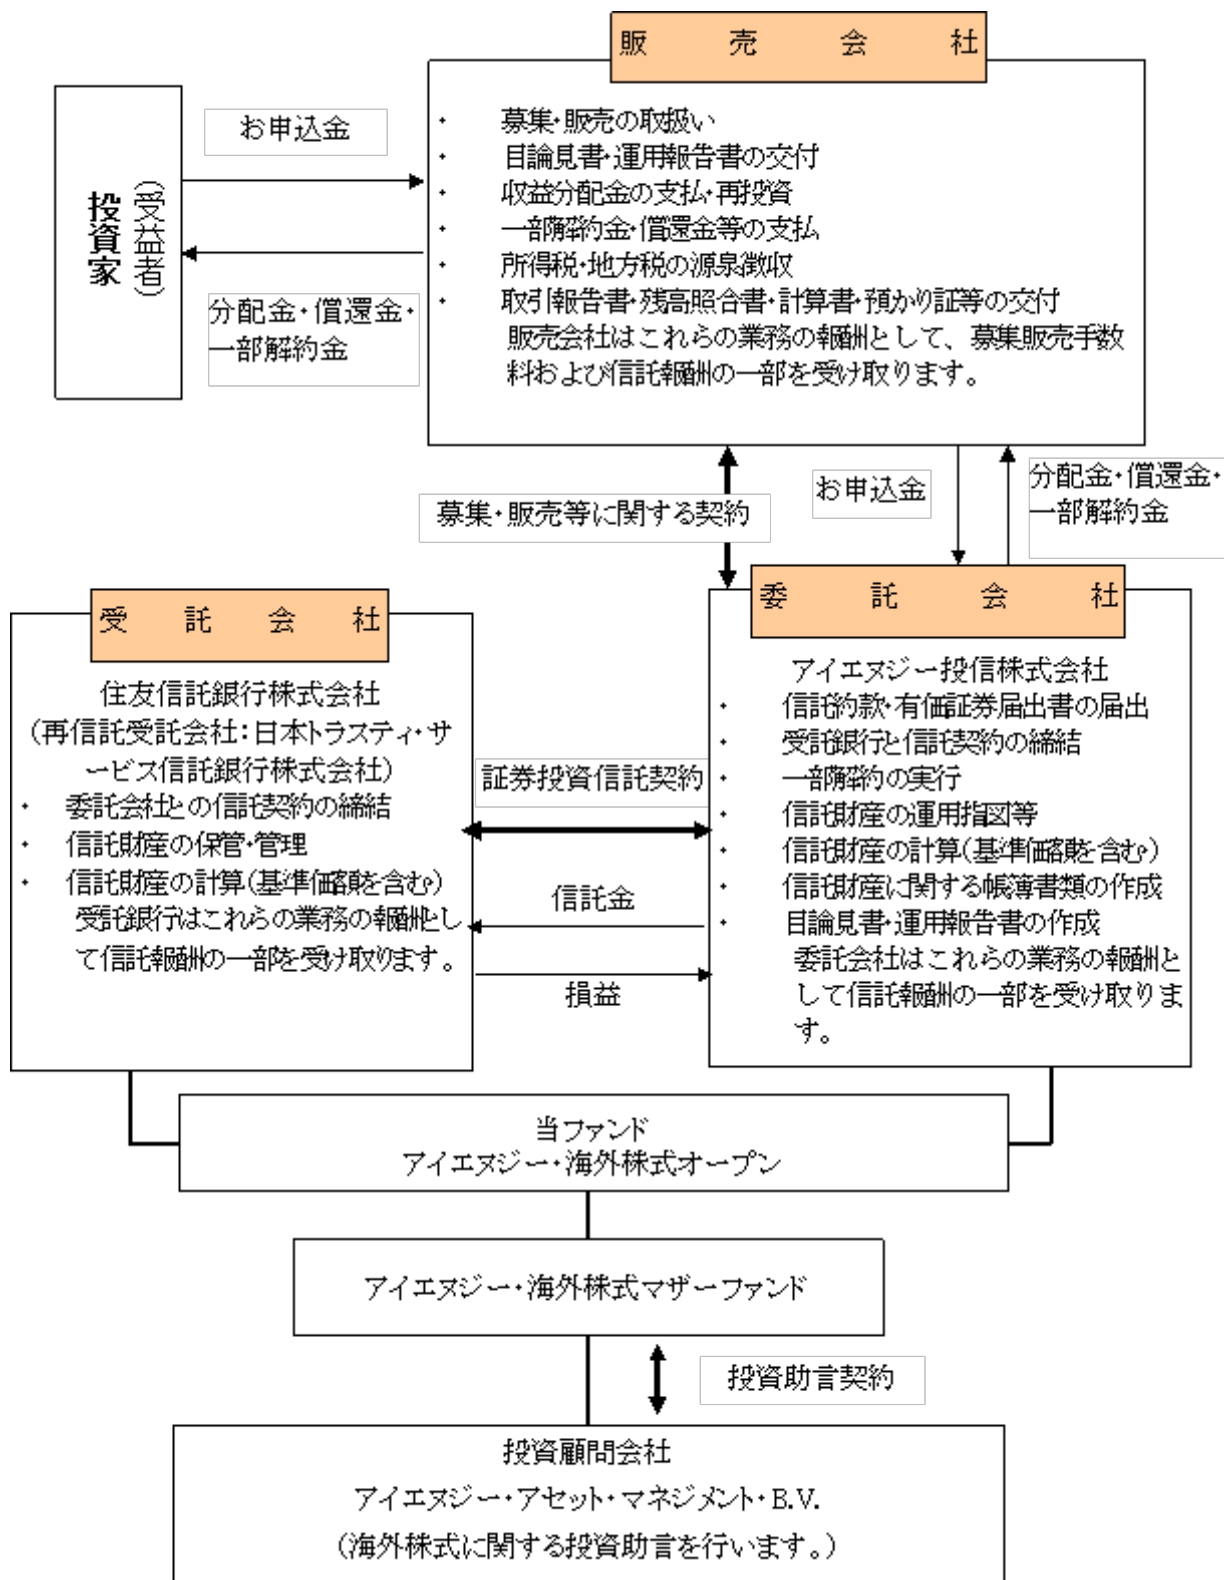 販売会社
お申込金
投資家
(受益者)
分配金・償還金・
一部解約金
・ 募集・販売の取扱い
・ 目論見書・運用報告書の交付
・ 収益分配金の支払・再投資
・ 一部解約金・償還金等の支払
・ 所得税・地方税の源泉徴収
・ 取引報告書・残高照合書・計算書・預かり証等の交付
販売会社はこれらの業務の報酬として、募集販売手数
料および信託報酬の一部を受け取ります。
募集・販売等に関する契約
お申込金
分配金・償還金・
一部解約金
受託会社
住友信託銀行株式会社
(再信託受託会社:日本トラスティ・サ
ービス信託銀行株式会社)
・ 委託会社との信託契約の締結
・ 信託財産の保管・管理
・ 信託財産の計算(基準価額を含む)
受託銀行はこれらの業務の報酬とし
て信託報酬の一部を受け取ります。
証券投資信託契約
信託金
損益
委託会社
アイエヌジー投信株式会社
・ 信託約款・有価証券届出書の届出
・ 受託銀行と信託契約の締結
・ 一部解約の実行
・ 信託財産の運用指図等
・ 信託財産の計算(基準価額を含む)
・ 信託財産に関する帳簿書類の作成
・ 目論見書・運用報告書の作成
委託会社はこれらの業務の報酬と
して信託報酬の一部を受け取りま
す。
当ファンド
アイエヌジー・海外株式オープン
アイエヌジー・海外株式マザーファンド
投資助言契約
投資顧問会社
アイエヌジー・アセット・マネジメント・B.V.
(海外株式に関する投資助言を行います。)